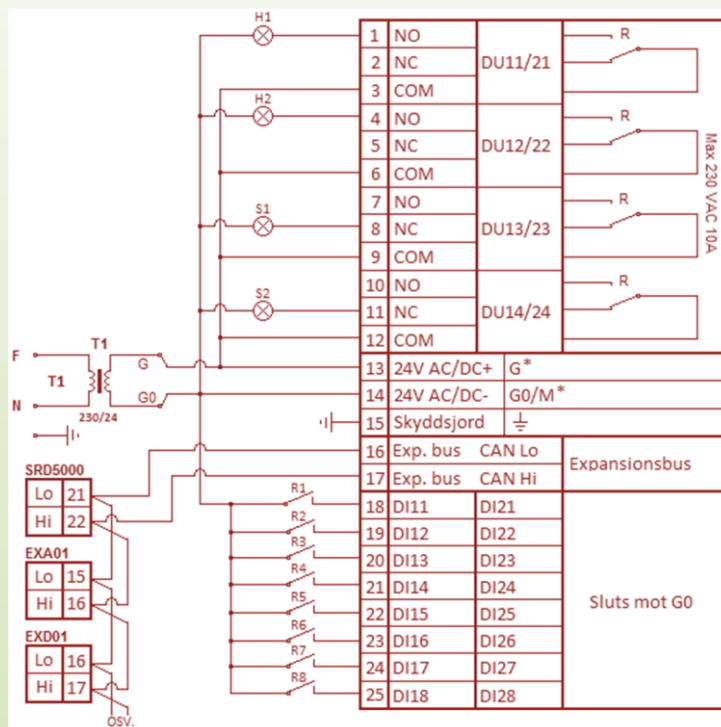 H1
1 NO
2 NC DU11/21
3 COM
R
H2
4 NO
5 NC DU12/22
6 COM
R
Max 230 VAC 10A
S1
7 NO
8 NC DU13/23
9 COM
R
S2
10 NO
11 NC DU14/24
12 COM
R
F T1 G
T1
N G0
230/24
13 24V AC/DC+ G*
14 24V AC/DC- G0/M*
15 Skyddsjord
16 Exp. bus CAN Lo
17 Exp. bus CAN Hi
Expansionsbus
SRD5000
Lo 21
Hi 22
EXA01
Lo 15
Hi 16
EXD01
Lo 16
Hi 17
OSV.
R1 18 DI11 DI21
R2 19 DI12 DI22
R3 20 DI13 DI23
R4 21 DI14 DI24
R5 22 DI15 DI25
R6 23 DI16 DI26
R7 24 DI17 DI27
R8 25 DI18 DI28
Sluts mot G0